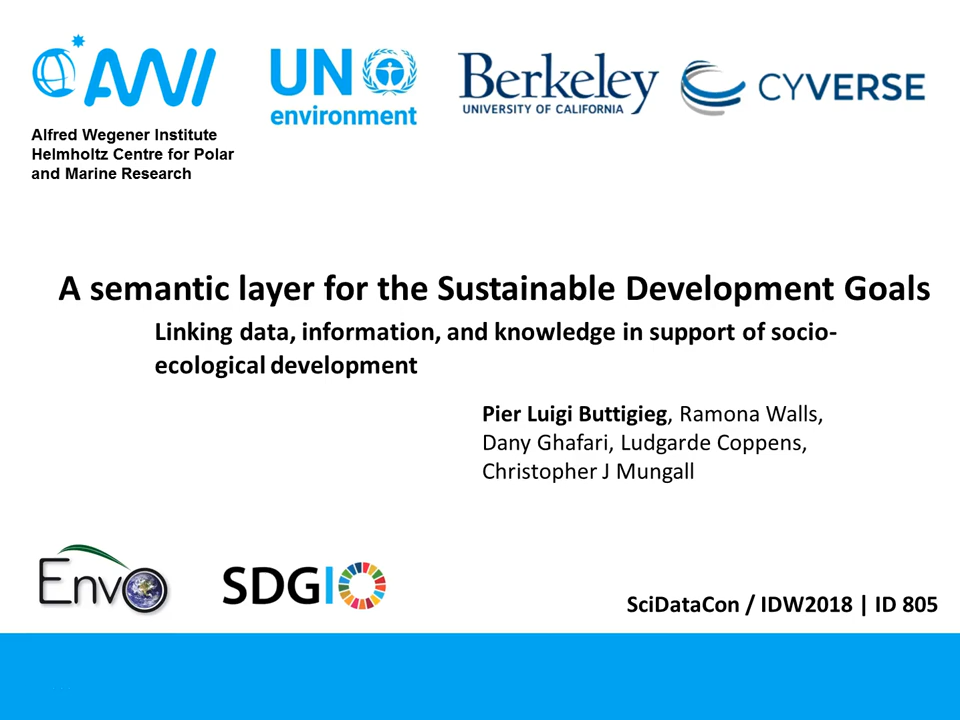 AWI
UN
environment
Berkeley
UNIVERSITY OF CALIFORNIA
CYVERSE
Alfred Wegener Institute
Helmholtz Centre for Polar
and Marine Research
A semantic layer for the Sustainable Development Goals
Linking data, information, and knowledge in support of socio-
ecological development
Pier Luigi Buttigieg, Ramona Walls,
Dany Ghafari, Ludgarde Coppens,
Christopher J Mungall
EnvO
SDGIO
SciDataCon / IDW2018 | ID 805